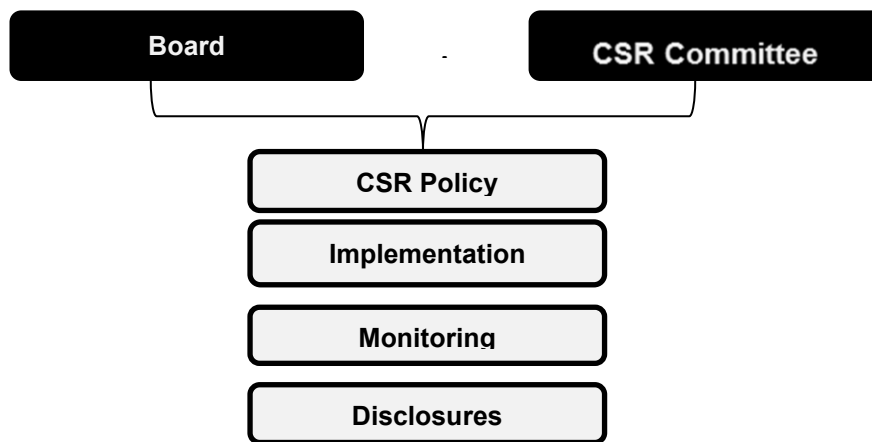 Board
-
CSR Committee
CSR Policy
Implementation
Monitoring
Disclosures